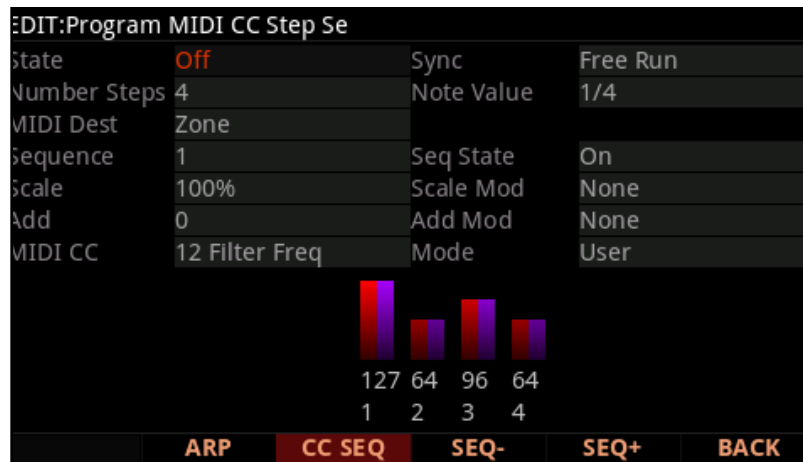 EDIT:Program MIDI CC Step Se
State Off Sync Free Run
Number Steps 4 Note Value 1/4
MIDI Dest Zone
Sequence 1 Seq State On
Scale 100% Scale Mod None
Add 0 Add Mod None
MIDI CC 12 Filter Freq Mode User
127 64 96 64
1 2 3 4
ARP CC SEQ SEQ- SEQ+ BACK